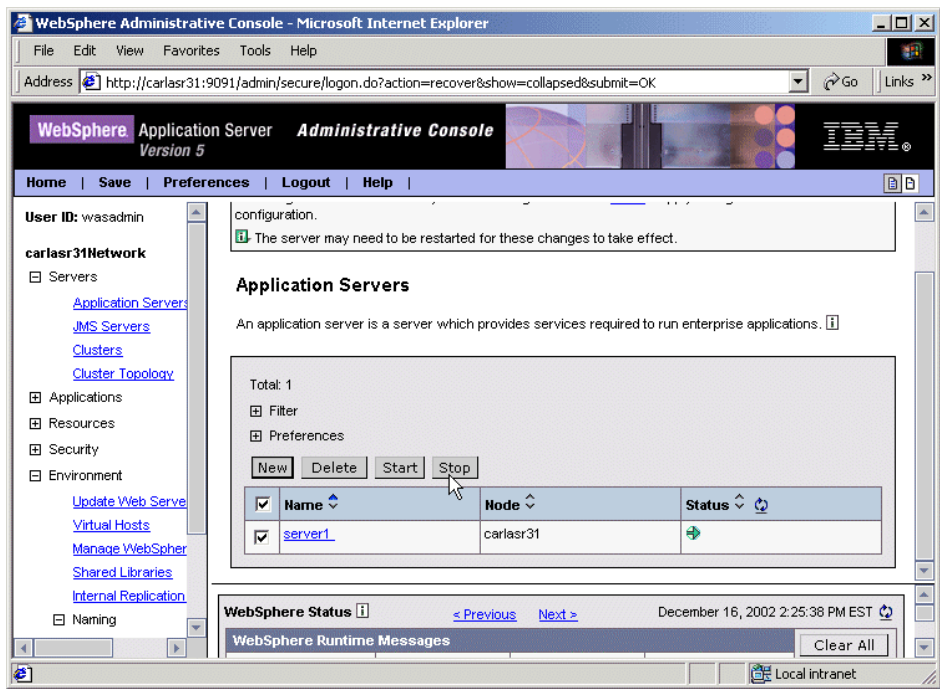 WebSphere Administrative Console - Microsoft Internet Explorer
File Edit View Favorites Tools Help
Address http://carlasr31:9091/admin/secure/logon.do?action=recover&show=collapsed&submit=OK Go Links »
WebSphere Application Server Administrative Console
Version 5
IBM®
Home | Save | Preferences | Logout | Help |
User ID: wasadmin
carlasr31Network
Servers
Application Servers
JMS Servers
Clusters
Cluster Topology
Applications
Resources
Security
Environment
Update Web Serve
Virtual Hosts
Manage WebSpher
Shared Libraries
Internal Replication
Naming
configuration.
The server may need to be restarted for these changes to take effect.
Application Servers
An application server is a server which provides services required to run enterprise applications. i
Total: 1
Filter
Preferences
New Delete Start Stop
Name Node Status
server1 carlasr31
WebSphere Status i < Previous Next > December 16, 2002 2:25:38 PM EST
WebSphere Runtime Messages Clear All
Local intranet